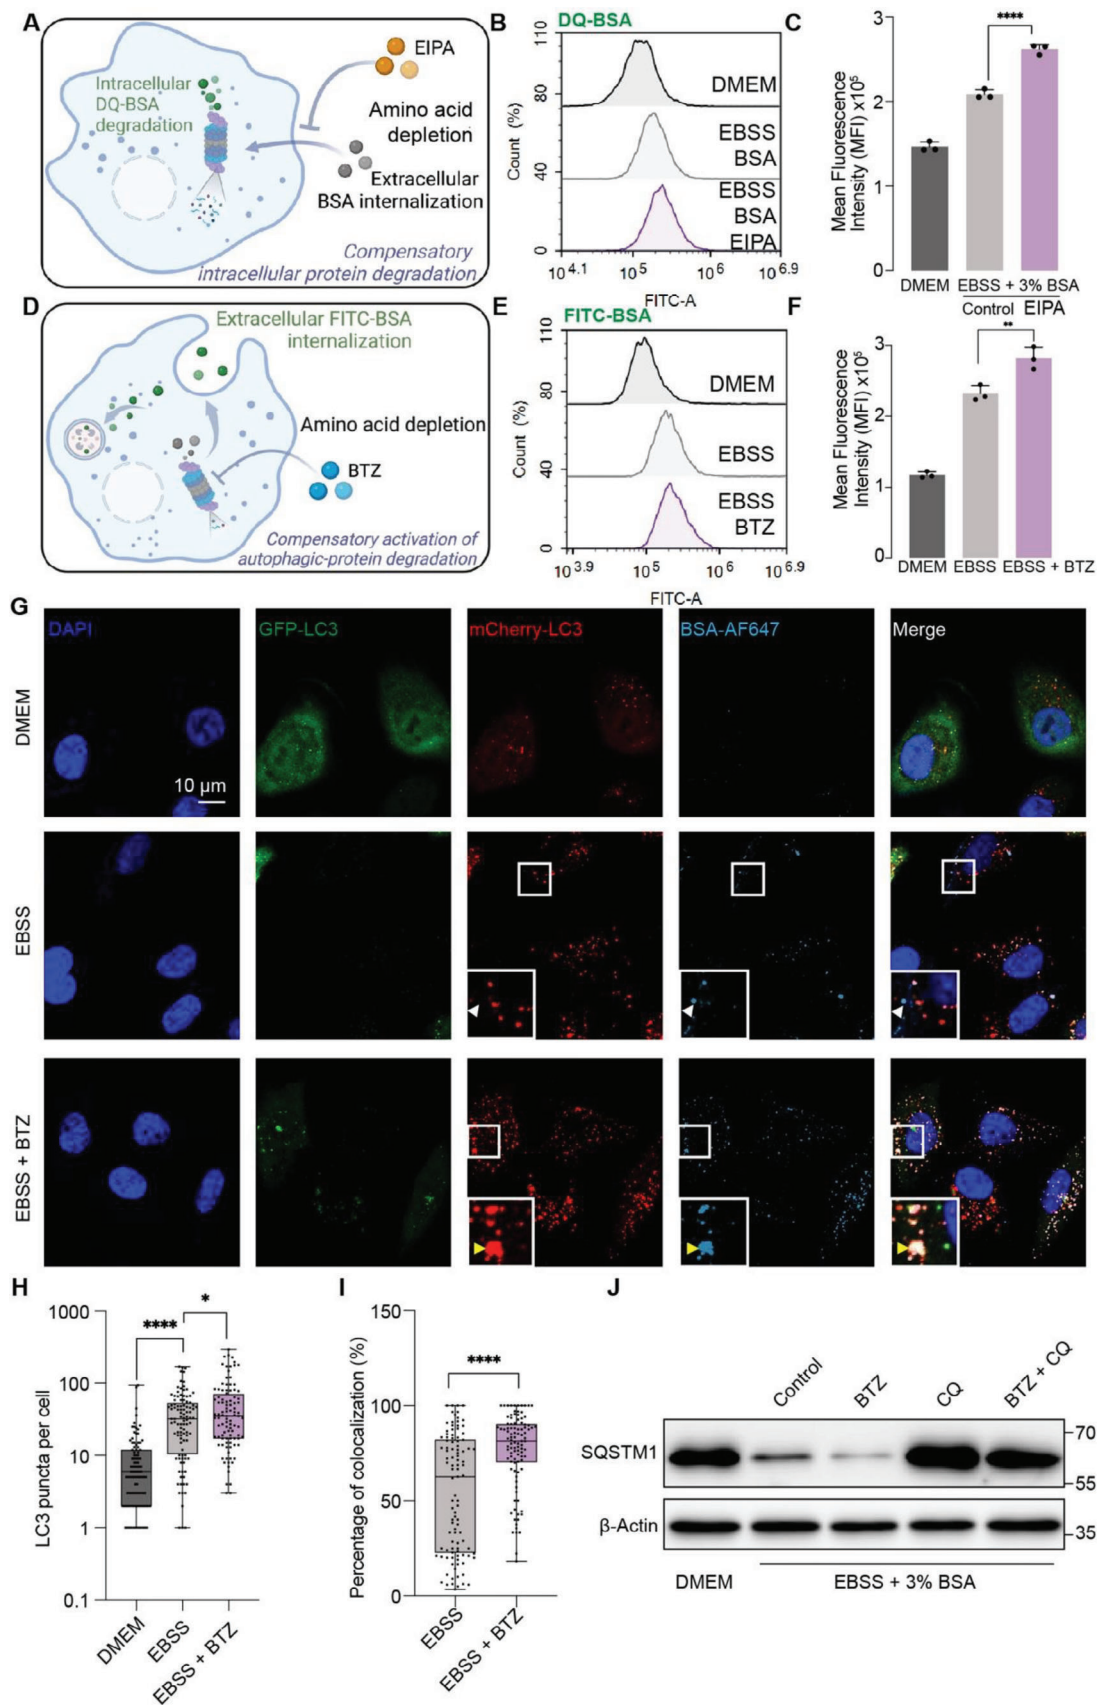 A
EIPA
Intracellular
DQ-BSA
degradation
Amino acid
depletion
Extracellular
BSA internalization
Compensatory
intracellular protein degradation
B
DQ-BSA
110
80
40
0
Count (%)
DMEM
EBSS
BSA
EBSS
BSA
EIPA
10^4.1
10^5
10^6
10^6.9
FITC-A
C
3
2
1
0
Mean Fluorescence
Intensity (MFI) x10^5
****
DMEM
EBSS + 3% BSA
Control
EIPA
D
Extracellular FITC-BSA
internalization
Amino acid depletion
BTZ
Compensatory activation of
autophagic-protein degradation
E
FITC-BSA
110
80
40
0
Count (%)
DMEM
EBSS
EBSS
BTZ
10^3.9
10^5
10^6
10^6.9
FITC-A
F
3
2
1
0
Mean Fluorescence
Intensity (MFI) x10^5
**
DMEM
EBSS
EBSS + BTZ
G
DAPI
GFP-LC3
mCherry-LC3
BSA-AF647
Merge
DMEM
10 μm
EBSS
EBSS + BTZ
H
1000
100
10
1
0.1
LC3 puncta per cell
****
*
DMEM
EBSS
EBSS + BTZ
I
150
100
50
0
Percentage of colocalization (%)
****
EBSS
EBSS + BTZ
J
Control
BTZ
CQ
BTZ + CQ
SQSTM1
70
55
β-Actin
35
DMEM
EBSS + 3% BSA